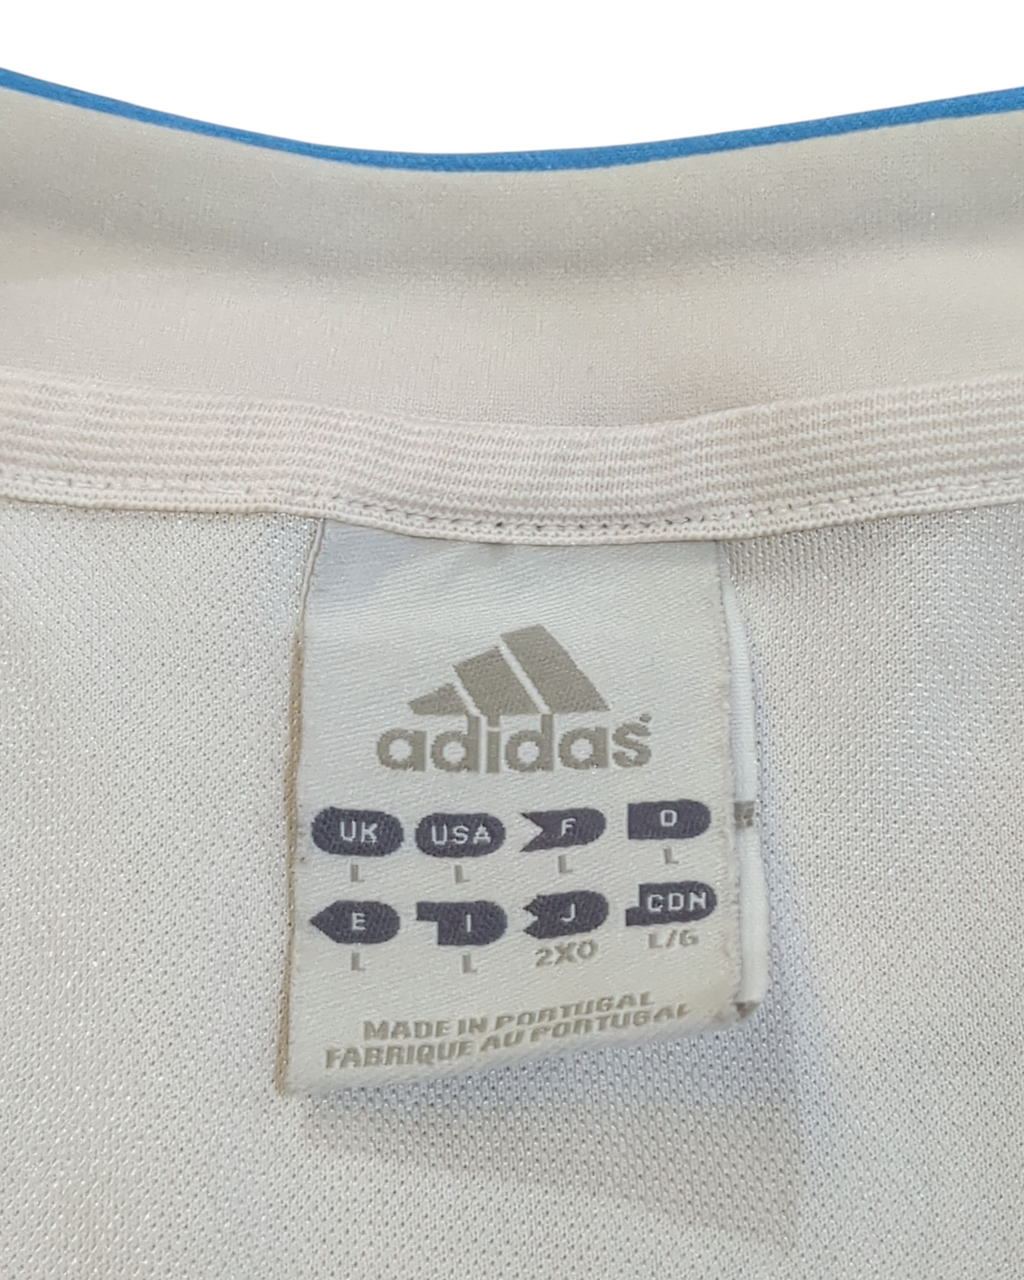 adidas
UK USA F D
L L L L
E I J CDN
L L 2XO L/G
MADE IN PORTUGAL
FABRIQUE AU PORTUGAL